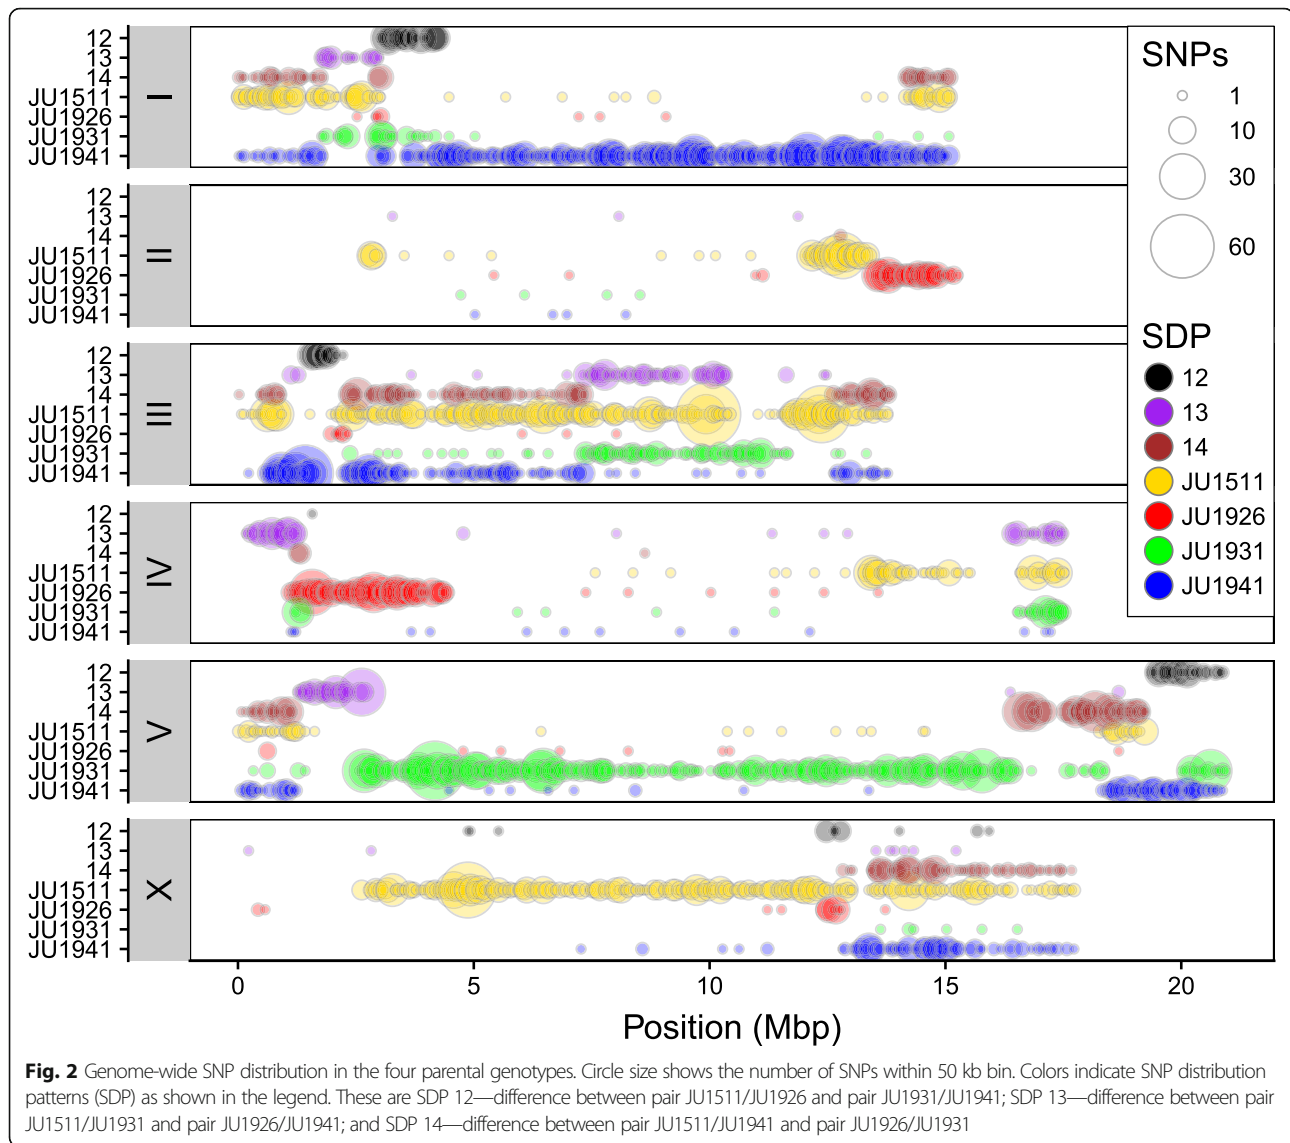 I
12
13
14
JU1511
JU1926
JU1931
JU1941
II
12
13
14
JU1511
JU1926
JU1931
JU1941
III
12
13
14
JU1511
JU1926
JU1931
JU1941
IV
12
13
14
JU1511
JU1926
JU1931
JU1941
V
12
13
14
JU1511
JU1926
JU1931
JU1941
X
12
13
14
JU1511
JU1926
JU1931
JU1941
0 5 10 15 20
Position (Mbp)
SNPs
1
10
30
60
SDP
12
13
14
JU1511
JU1926
JU1931
JU1941
Fig. 2 Genome-wide SNP distribution in the four parental genotypes. Circle size shows the number of SNPs within 50 kb bin. Colors indicate SNP distribution
patterns (SDP) as shown in the legend. These are SDP 12—difference between pair JU1511/JU1926 and pair JU1931/JU1941; SDP 13—difference between pair
JU1511/JU1931 and pair JU1926/JU1941; and SDP 14—difference between pair JU1511/JU1941 and pair JU1926/JU1931